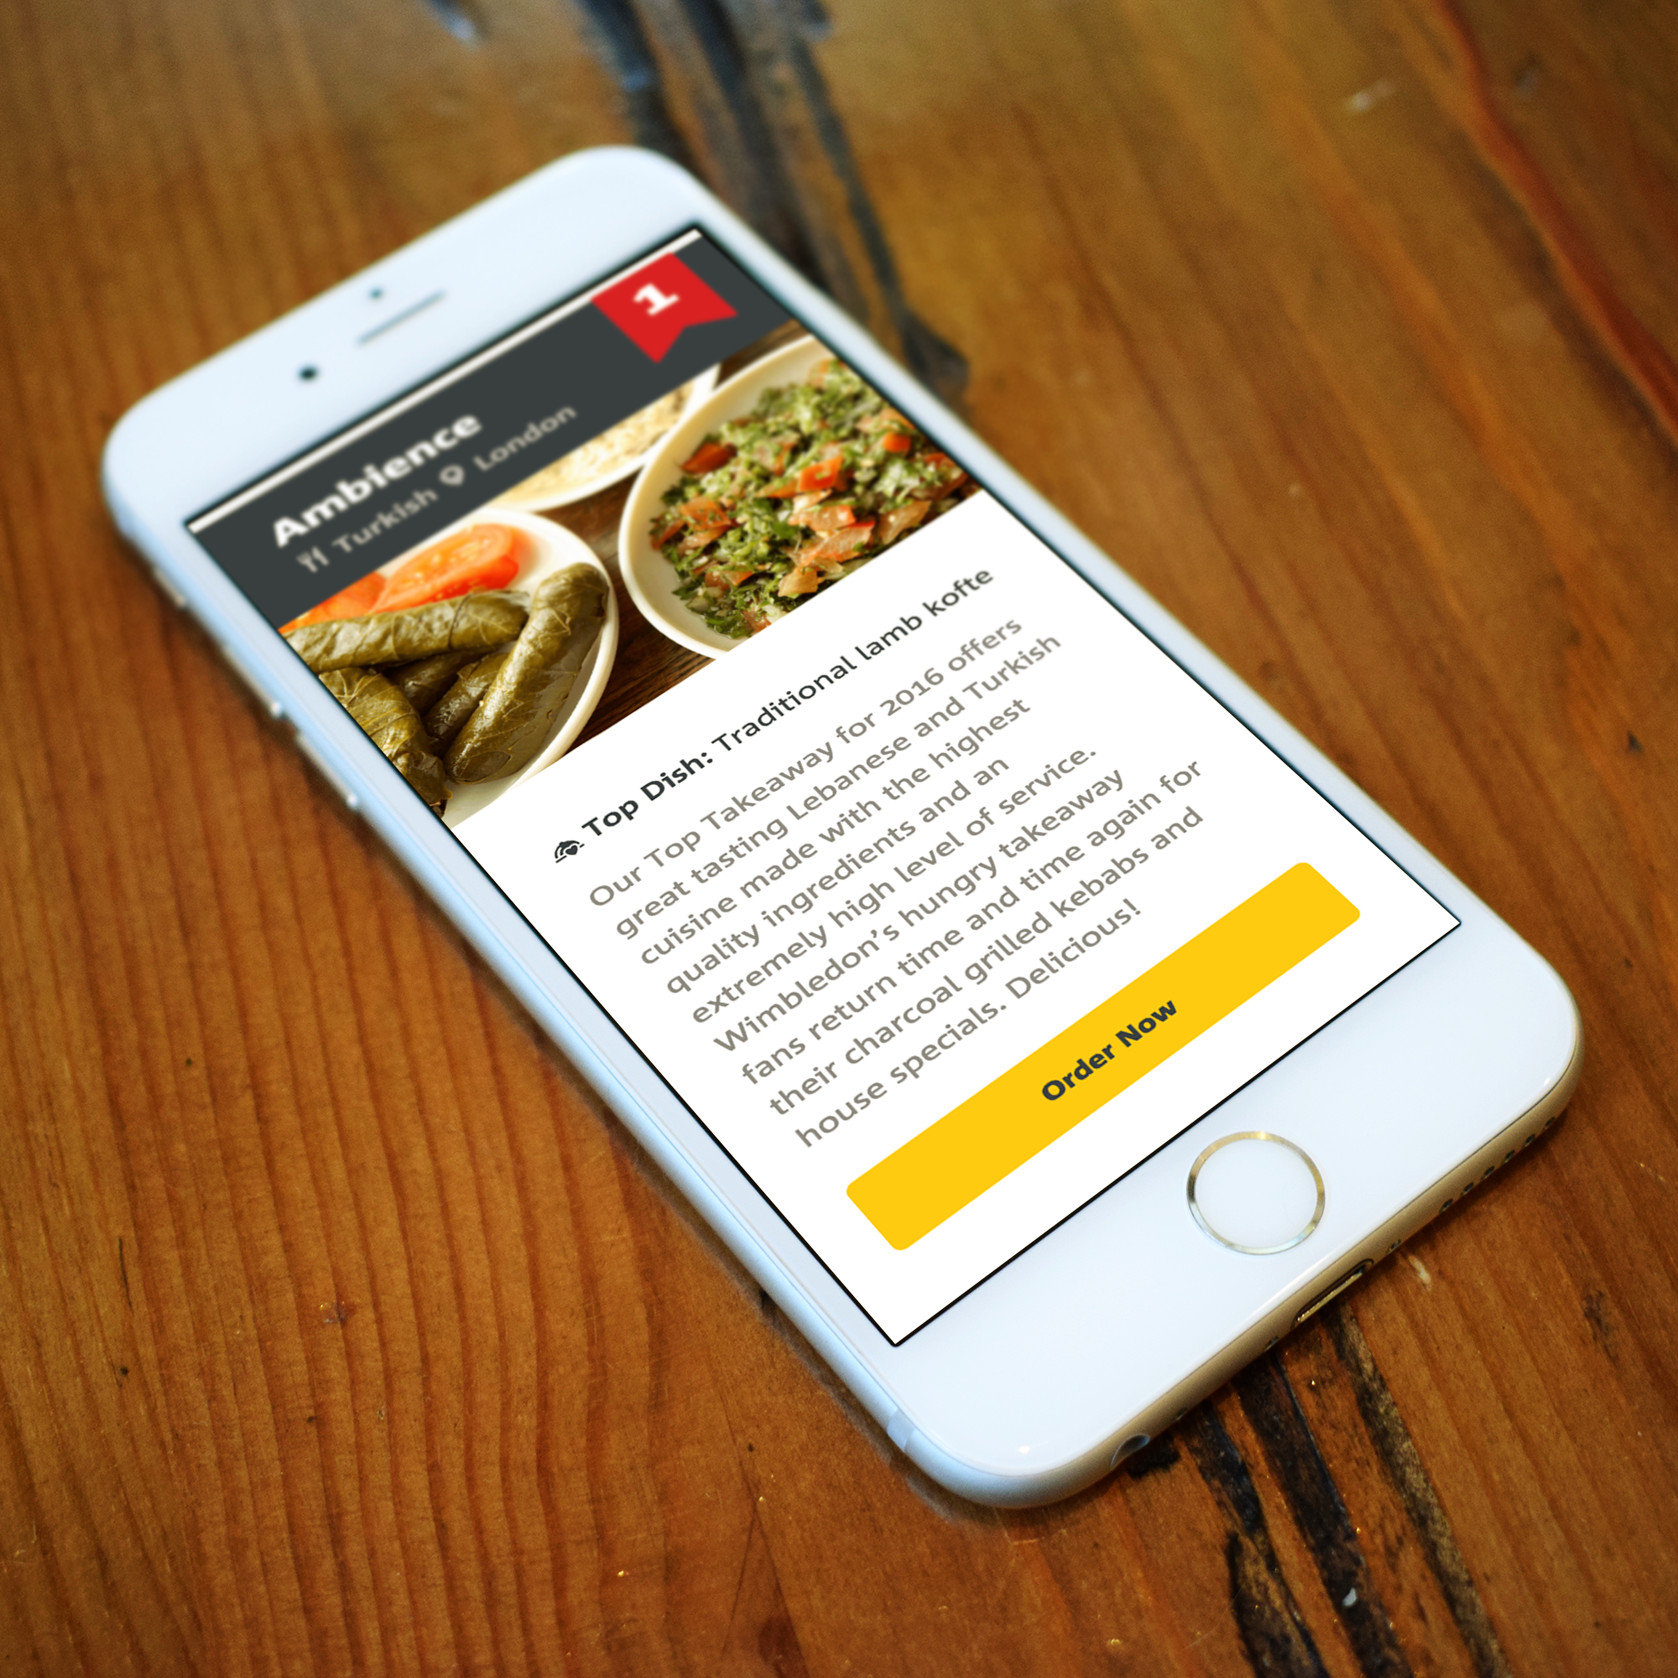 1
Ambience
Turkish London
Top Dish: Traditional lamb kofte
Our Top Takeaway for 2016 offers
great tasting Lebanese and Turkish
cuisine made with the highest
quality ingredients and an
extremely high level of service.
Wimbledon’s hungry takeaway
fans return time and time again for
their charcoal grilled kebabs and
house specials. Delicious!
Order Now